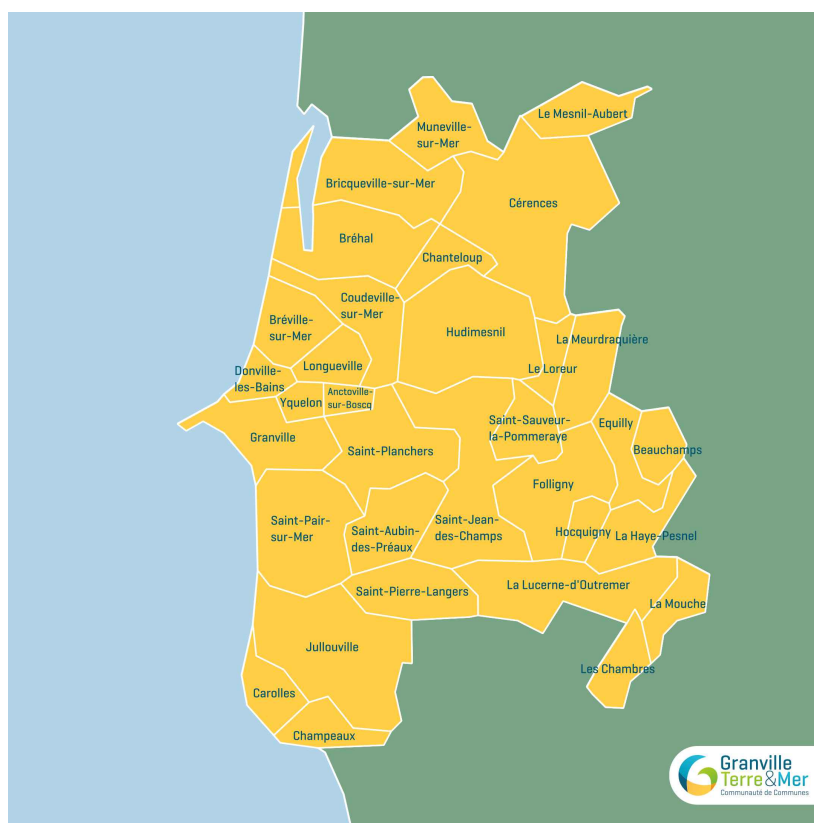 Le Mesnil-Aubert
Muneville-
sur-Mer
Bricqueville-sur-Mer
Cérences
Bréhal
Chanteloup
Coudeville-
sur-Mer
Bréville-
sur-Mer
Hudimesnil
La Meurdraquière
Longueville
Le Loreur
Donville-
les-Bains
Anctoville-
sur-Boscq
Yquelon
Saint-Sauveur-
la-Pommeraye
Equilly
Granville
Saint-Planchers
Beauchamps
Folligny
Saint-Pair-
sur-Mer
Saint-Aubin-
des-Préaux
Saint-Jean-
des-Champs
Hocquigny
La Haye-Pesnel
Saint-Pierre-Langers
La Lucerne-d'Outremer
La Mouche
Jullouville
Les Chambres
Carolles
Champeaux
Granville
Terre&Mer
Communauté de Communes